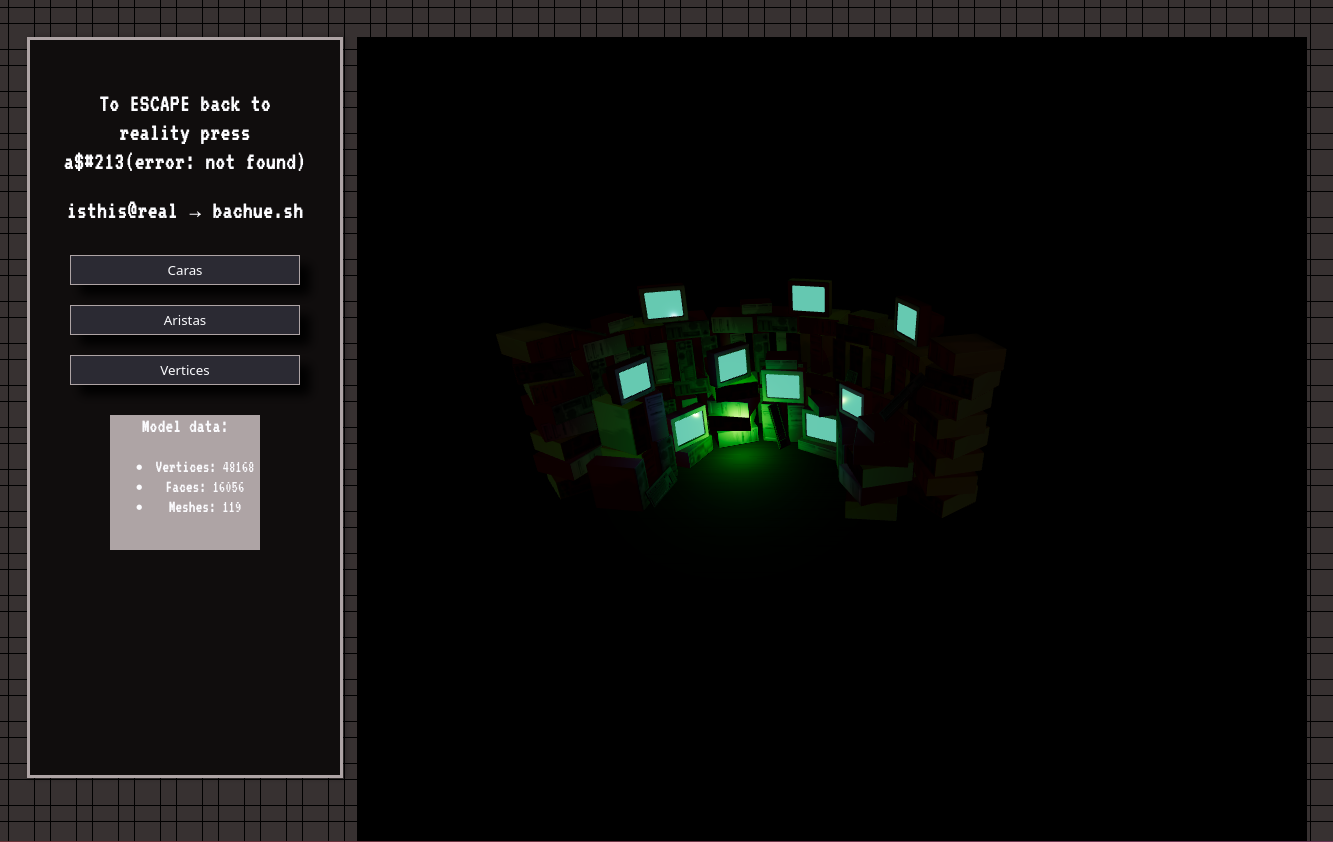 To ESCAPE back to
reality press
a$#213(error: not found)
isthis@real → bachue.sh
Caras
Aristas
Vertices
Model data:
• Vertices: 48168
• Faces: 16056
• Meshes: 119